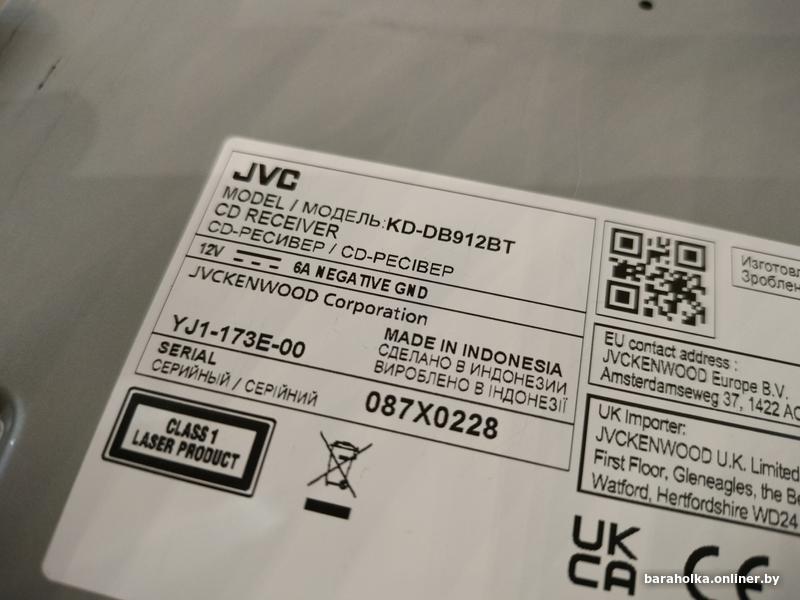 JVC
MODEL / МОДЕЛЬ:KD-DB912BT
CD RECEIVER
CD-РЕСИВЕР / CD-РЕСІВЕР
12V 6A NEGATIVE GND
JVCKENWOOD Corporation
YJ1-173E-00
MADE IN INDONESIA
СДЕЛАНО В ИНДОНЕЗИИ
ВИРОБЛЕНО В ІНДОНЕЗІЇ
SERIAL
СЕРИЙНЫЙ / СЕРІЙНИЙ
087X0228
CLASS 1
LASER PRODUCT
EU contact address :
JVCKENWOOD Europe B.V.
Amsterdamseweg 37, 1422
UK Importer:
JVCKENWOOD U.K. Limited
First Floor, Gleneagles, the
Watford, Hertfordshire WD24
UK
CA
CE
baraholka.onliner.by